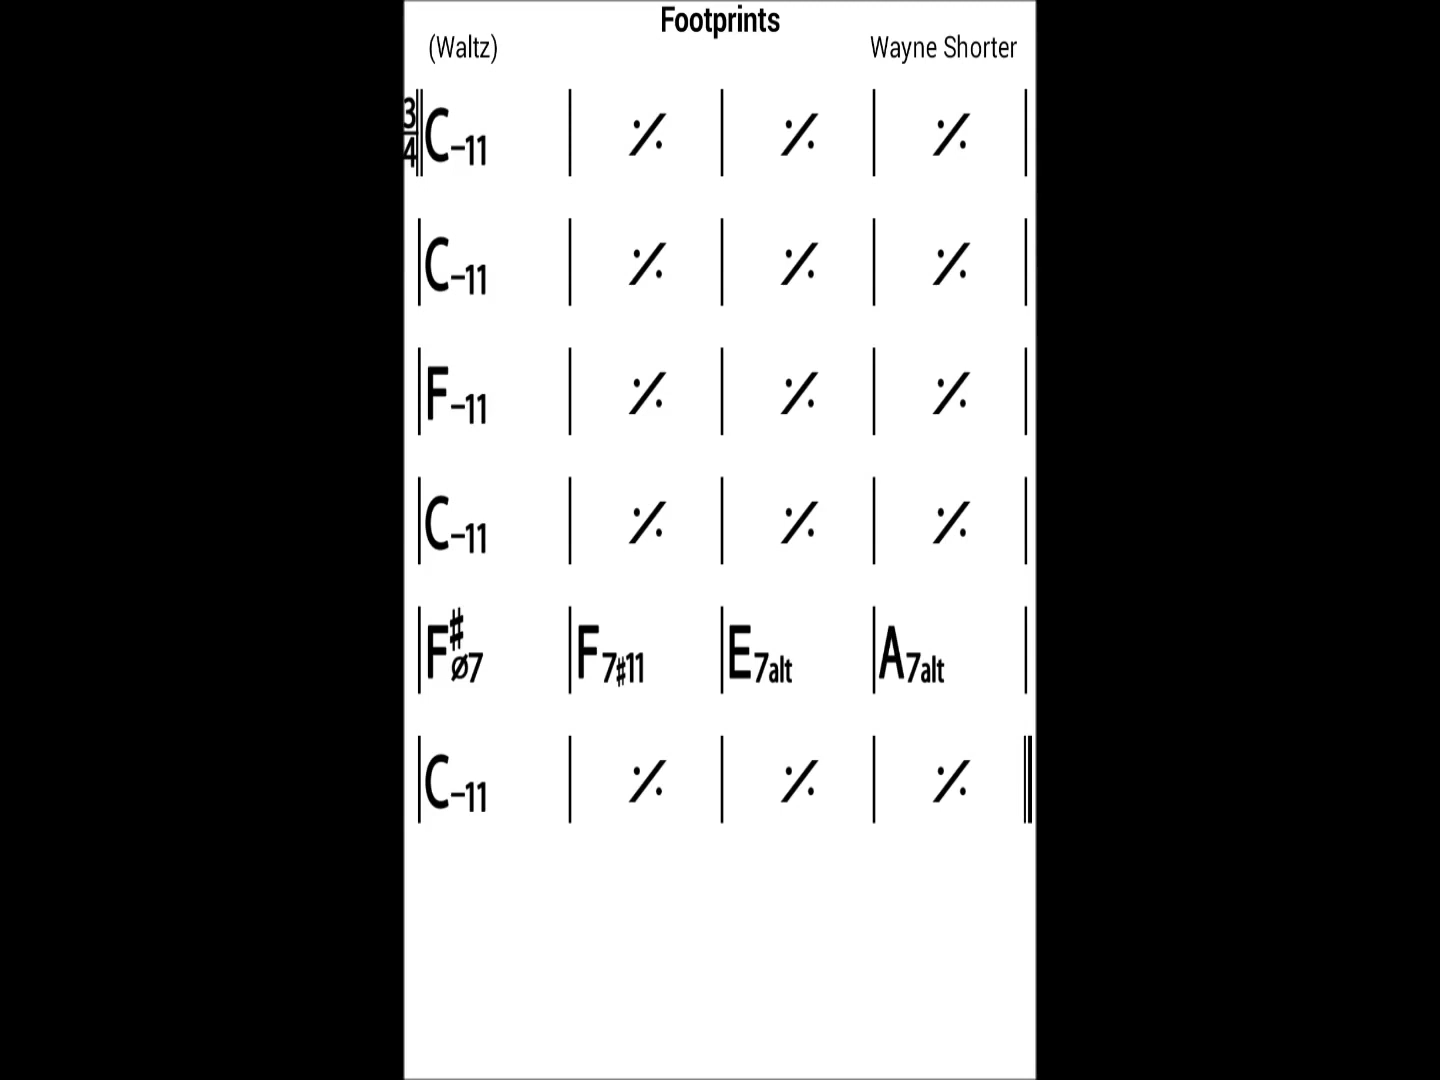 Footprints
(Waltz) Wayne Shorter
3/4 C–11 | 𝄎 | 𝄎 | 𝄎
C–11 | 𝄎 | 𝄎 | 𝄎
F–11 | 𝄎 | 𝄎 | 𝄎
C–11 | 𝄎 | 𝄎 | 𝄎
F♯ø7 | F7♯11 | E7alt | A7alt
C–11 | 𝄎 | 𝄎 | 𝄎